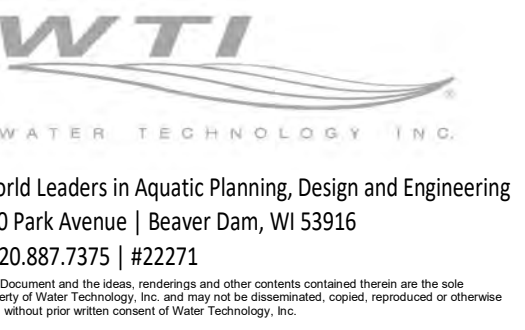 WTI
®
WATER TECHNOLOGY INC.
orld Leaders in Aquatic Planning, Design and Engineering
0 Park Avenue | Beaver Dam, WI 53916
20.887.7375 | #22271
Document and the ideas, renderings and other contents contained therein are the sole
erty of Water Technology, Inc. and may not be disseminated, copied, reproduced or otherwise
without prior written consent of Water Technology, Inc.